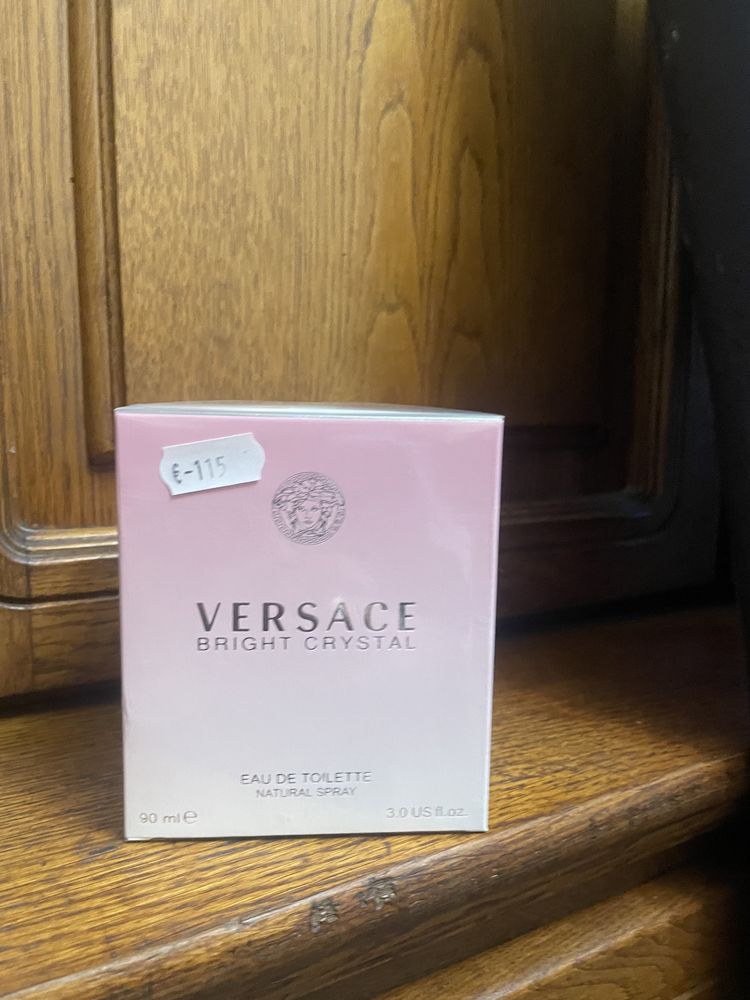 €-115
VERSACE
BRIGHT CRYSTAL
EAU DE TOILETTE
NATURAL SPRAY
90 ml e
3.0 US fl.oz.